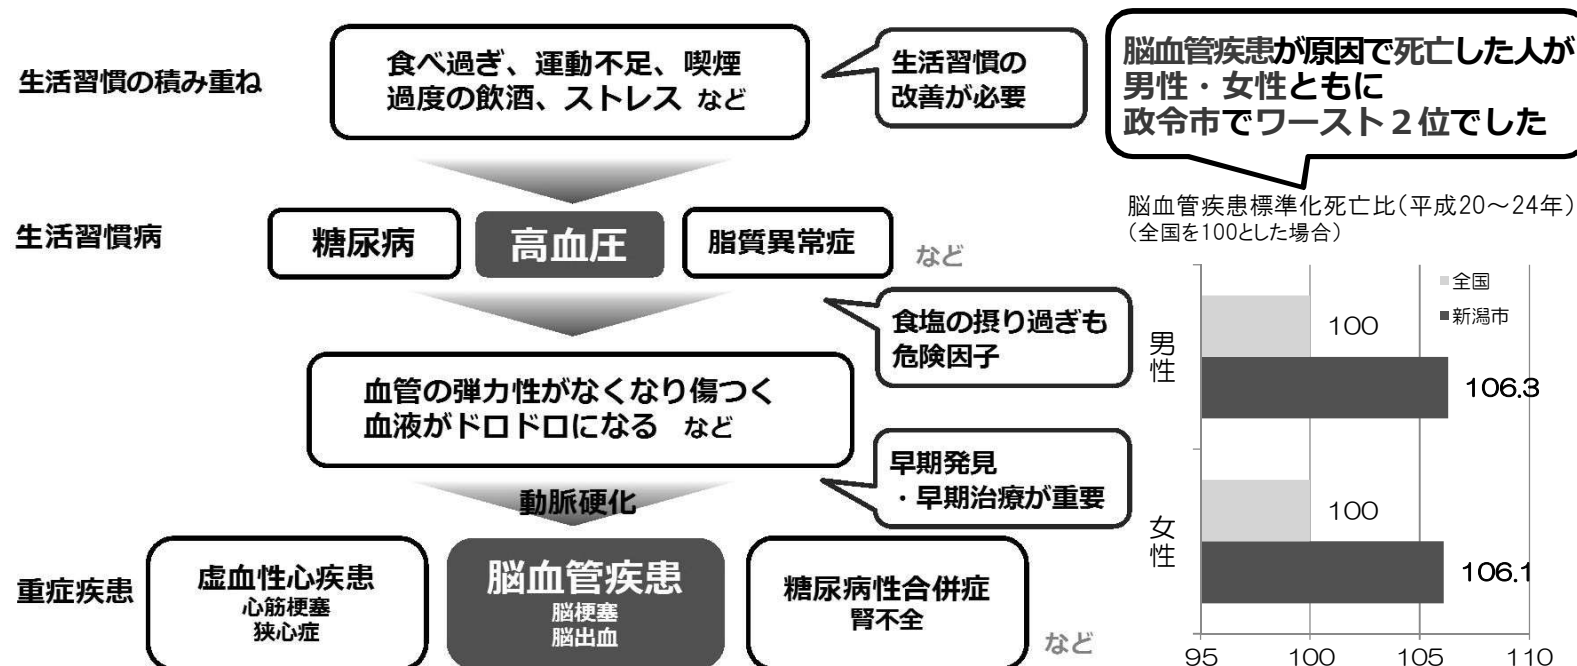 生活習慣の積み重ね
食べ過ぎ、運動不足、喫煙
過度の飲酒、ストレス など
生活習慣の
改善が必要
脳血管疾患が原因で死亡した人が
男性・女性ともに
政令市でワースト２位でした
生活習慣病
糖尿病
高血圧
脂質異常症
など
食塩の摂り過ぎも
危険因子
血管の弾力性がなくなり傷つく
血液がドロドロになる など
早期発見
・早期治療が重要
動脈硬化
重症疾患
虚血性心疾患
心筋梗塞
狭心症
脳血管疾患
脳梗塞
脳出血
糖尿病性合併症
腎不全
など
脳血管疾患標準化死亡比（平成20～24年）
（全国を100とした場合）
全国
新潟市
男性
100
106.3
女性
100
106.1
95 100 105 110